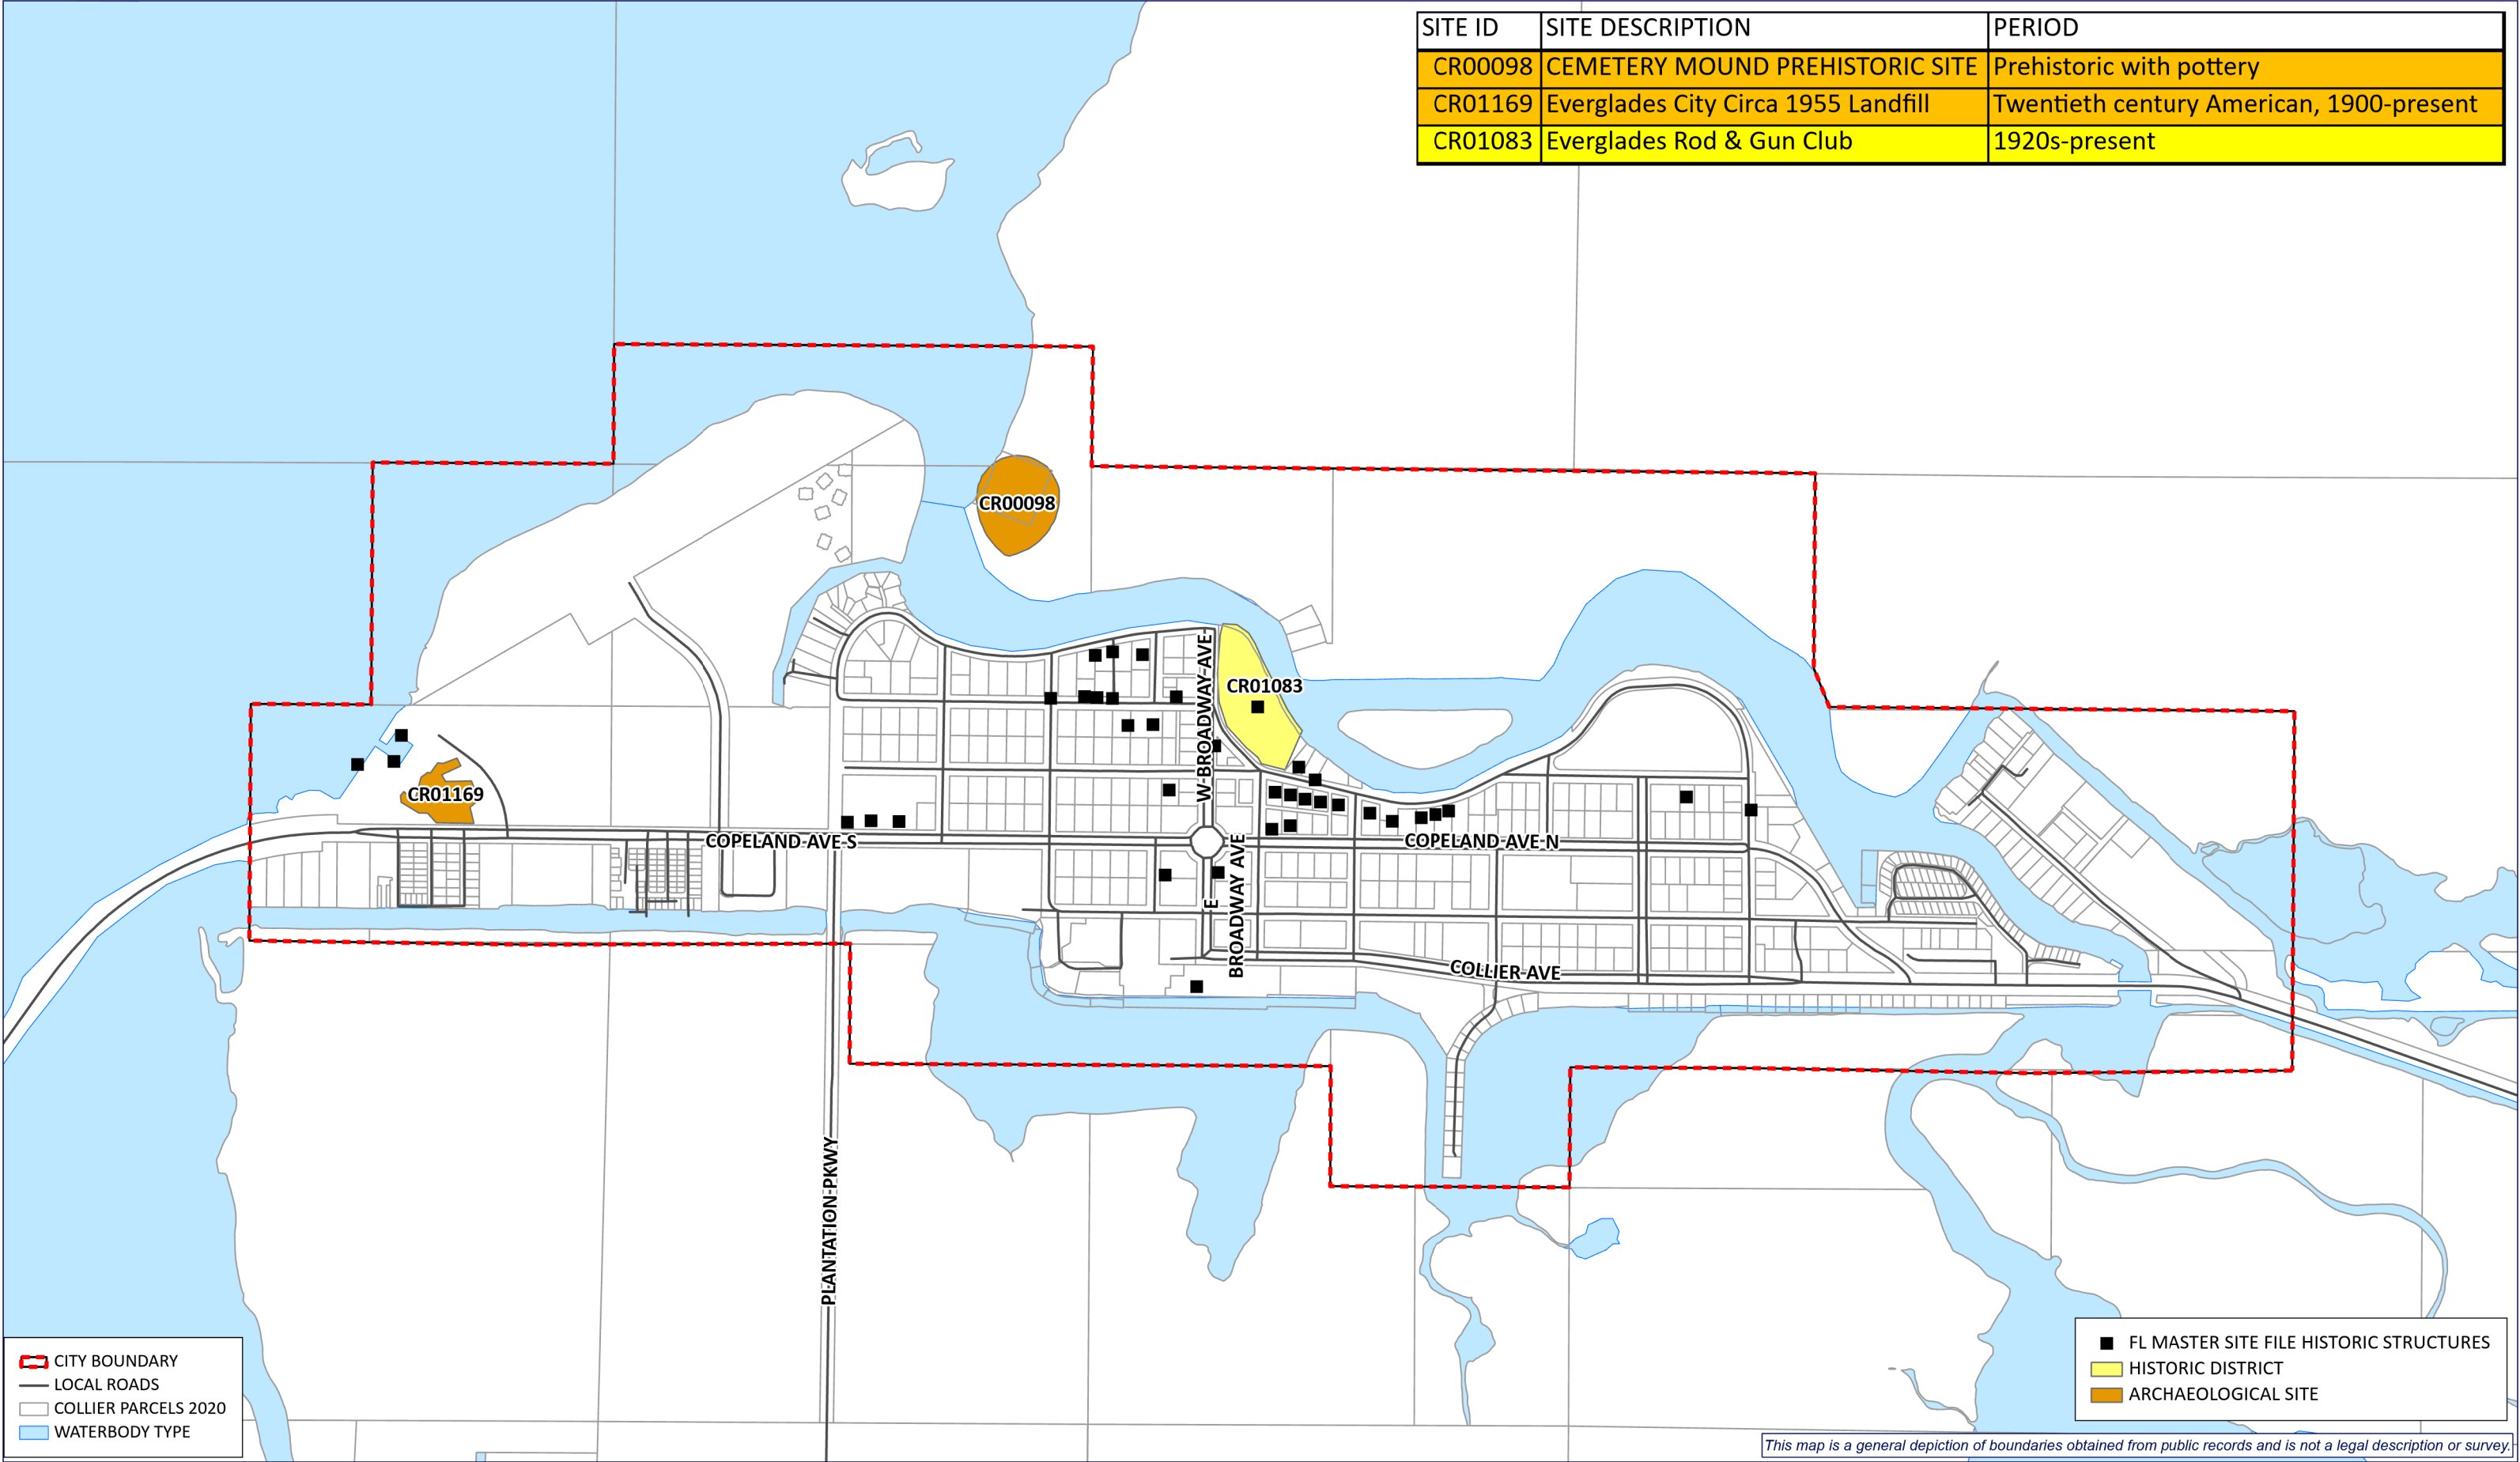 SITE ID SITE DESCRIPTION PERIOD
CR00098 CEMETERY MOUND PREHISTORIC SITE Prehistoric with pottery
CR01169 Everglades City Circa 1955 Landfill Twentieth century American, 1900-present
CR01083 Everglades Rod & Gun Club 1920s-present
CR00098
W BROADWAY AVE
CR01083
CR01169
COPELAND AVE S
COPELAND AVE N
E
BROADWAY AVE
COLLIER AVE
PLANTATION PKWY
CITY BOUNDARY
LOCAL ROADS
COLLIER PARCELS 2020
WATERBODY TYPE
FL MASTER SITE FILE HISTORIC STRUCTURES
HISTORIC DISTRICT
ARCHAEOLOGICAL SITE
This map is a general depiction of boundaries obtained from public records and is not a legal description or survey.